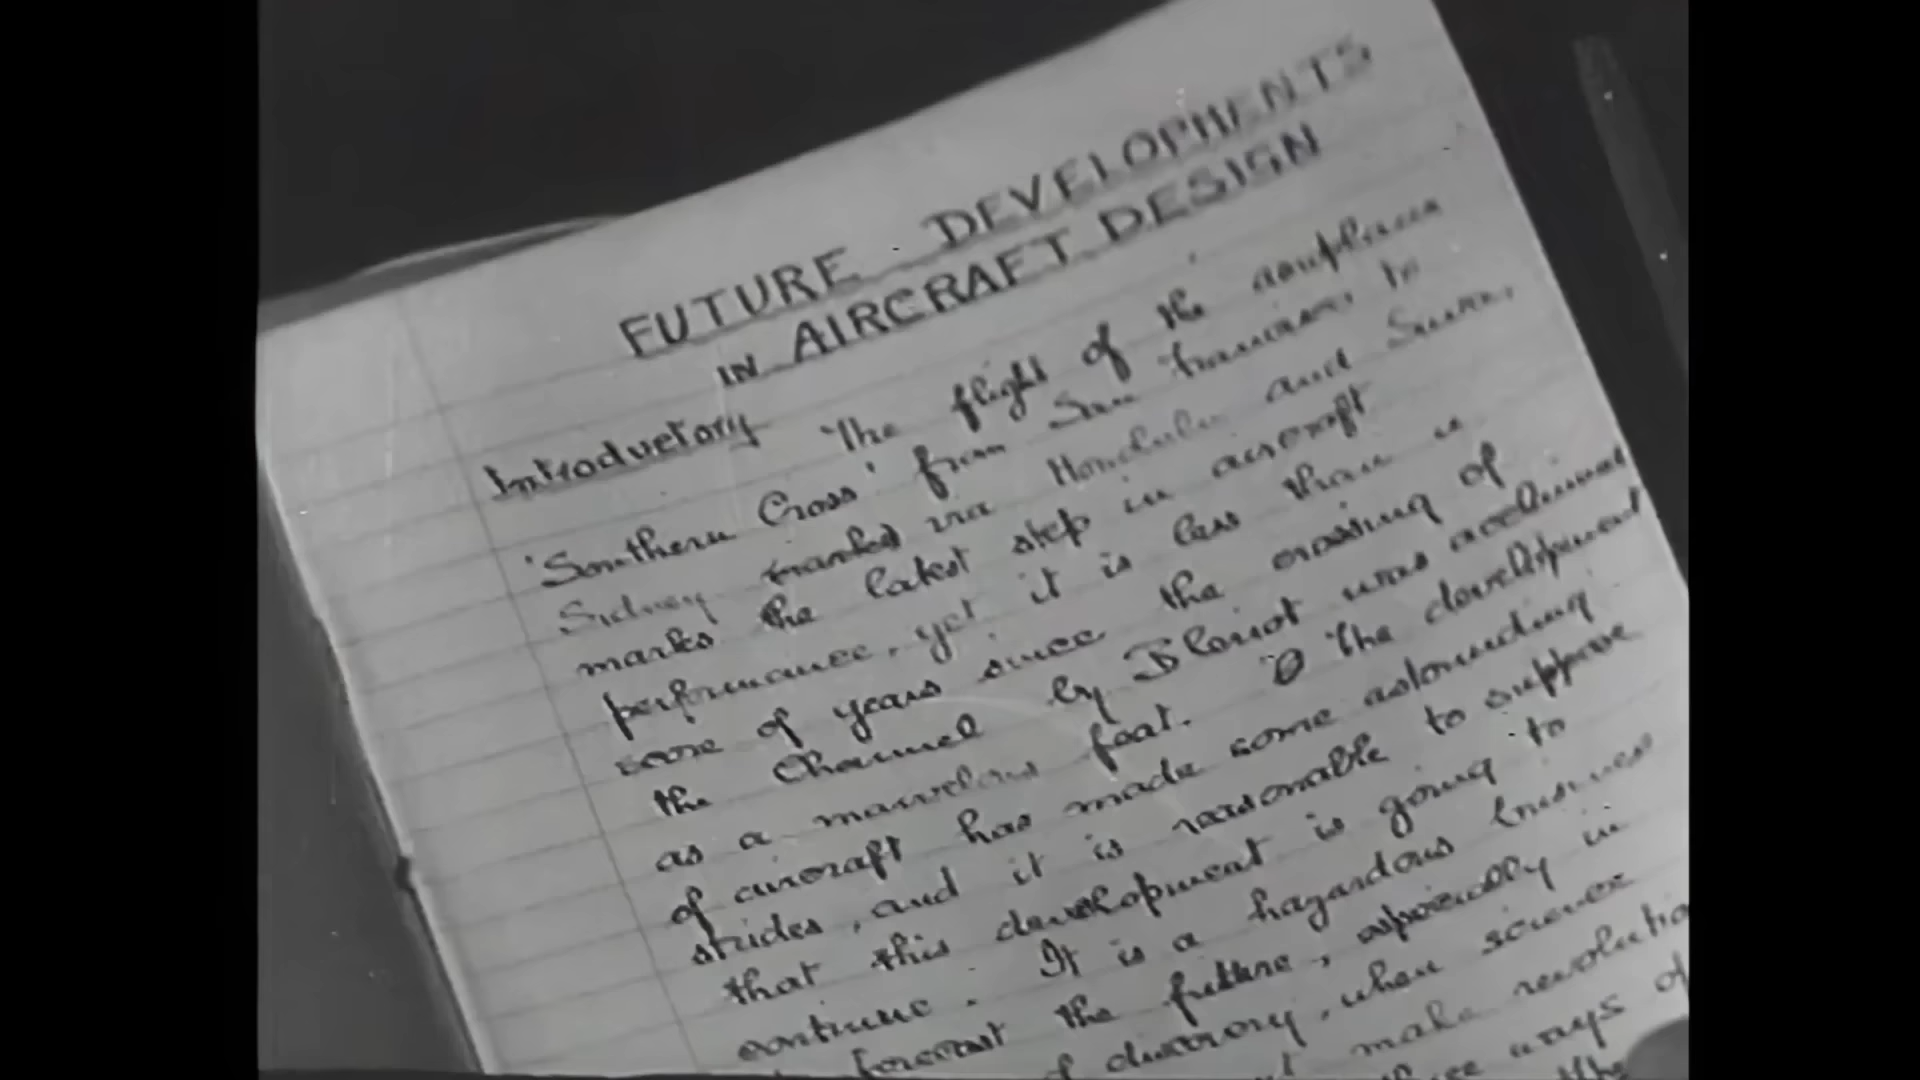 FUTURE DEVELOPMENTS
IN AIRCRAFT DESIGN
Introductory The flight of the aeroplane
'Southern Cross' from San Francisco to
Sidney via Honolulu and
marks the latest step in aircraft
performance, yet it is less than a
score of years since the crossing of
the Channel by Bleriot was acclaimed
as a marvelous feat. The development
of aircraft has made some astounding
strides, and it is reasonable to suppose
that this development is going to
continue. It is a hazardous business
forecast the future, especially in
discovery, when science
make revolutio
ways of
the